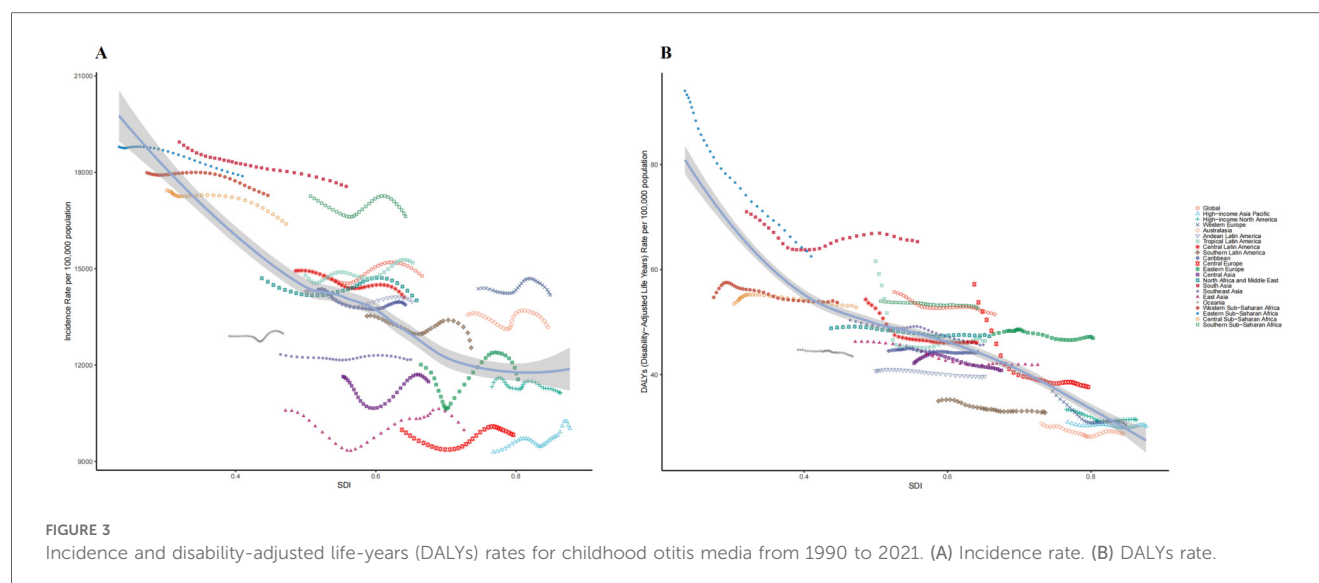 A
B
21000
18000
15000
12000
9000
Incidence Rate per 100,000 population
0.4
0.6
0.8
SDI
80
60
40
DALYs (Disability-Adjusted Life Years) Rate per 100,000 population
0.4
0.6
0.8
SDI
Global
High-income Asia Pacific
High-income North America
Western Europe
Australasia
Andean Latin America
Tropical Latin America
Central Latin America
Southern Latin America
Caribbean
Central Europe
Eastern Europe
Central Asia
North Africa and Middle East
South Asia
Southeast Asia
East Asia
Oceania
Western Sub-Saharan Africa
Eastern Sub-Saharan Africa
Central Sub-Saharan Africa
Southern Sub-Saharan Africa
FIGURE 3
Incidence and disability-adjusted life-years (DALYs) rates for childhood otitis media from 1990 to 2021. (A) Incidence rate. (B) DALYs rate.